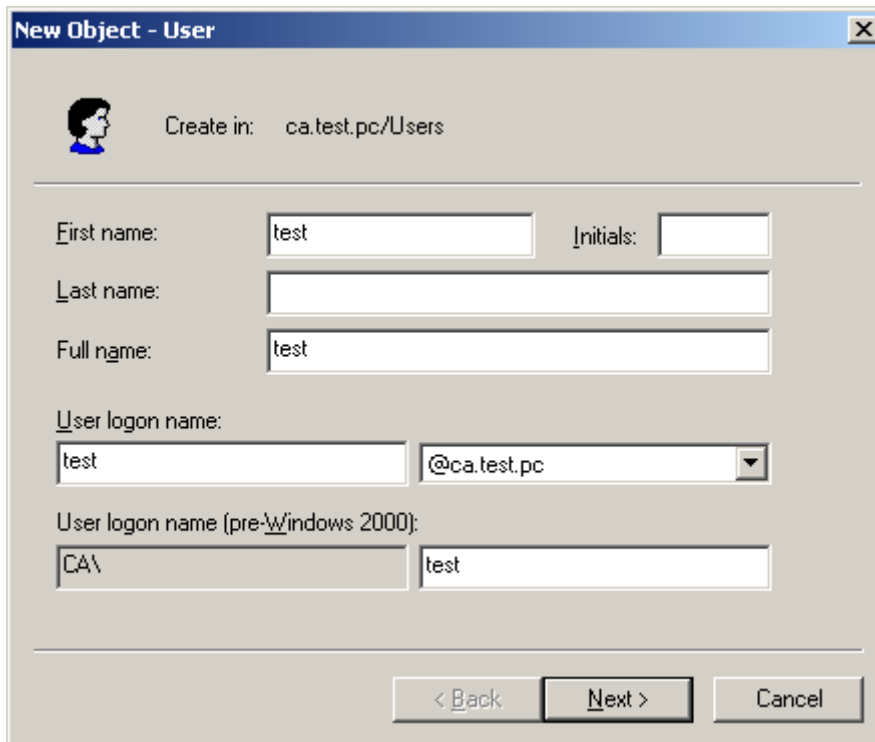 New Object - User
Create in: ca.test.pc/Users
First name: test Initials:
Last name:
Full name: test
User logon name:
test @ca.test.pc
User logon name (pre-Windows 2000):
CA\ test
< Back Next > Cancel